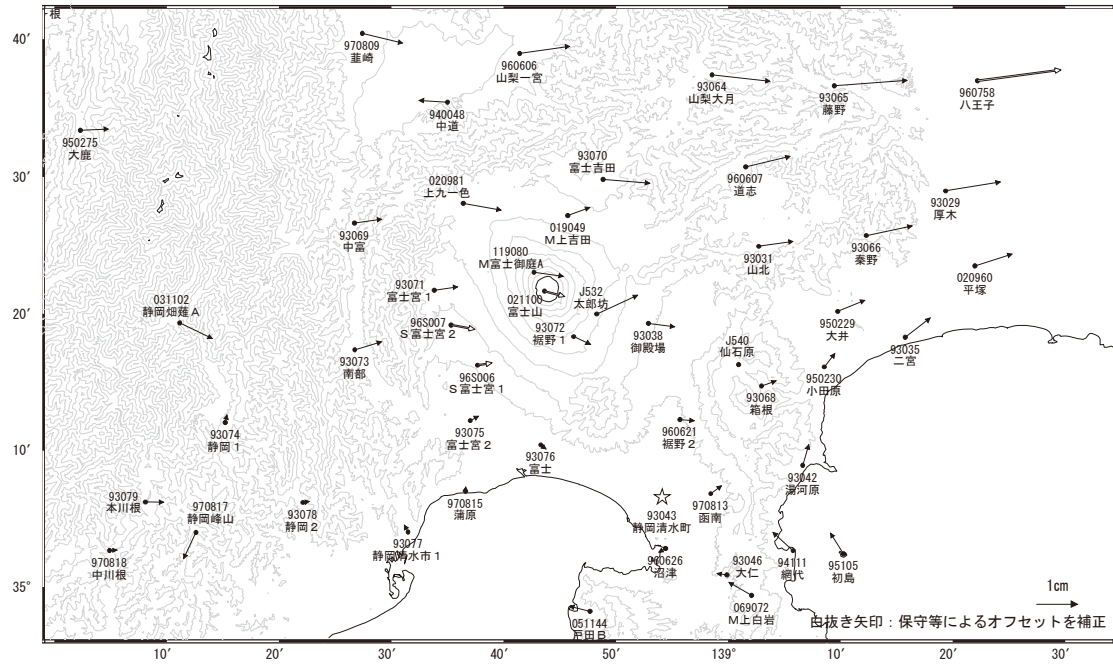 根
40′
970809
韮崎
960606
山梨一宮
93064
山梨大月
93065
藤野
960758
八王子
940048
中道
950275
大鹿
30′
93070
富士吉田
960607
道志
020981
上九一色
93029
厚木
019049
M上吉田
93069
中富
93066
秦野
93031
山北
119080
M富士御庭A
020960
平塚
93071
富士宮1
021100
富士山
J532
太郎坊
031102
静岡畑薙A
20′
96S007
S富士宮2
93072
裾野1
93038
御殿場
950229
大井
93073
南部
J540
仙石原
93035
二宮
96S006
S富士宮1
93068
箱根
950230
小田原
93074
静岡1
10′
93075
富士宮2
960621
裾野2
93076
富士
93042
湯河原
93079
本川根
970817
静岡峰山
93078
静岡2
970815
蒲原
93043
静岡清水町
970813
函南
93077
静岡清水市1
970818
中川根
960626
沼津
93046
大仁
94111
網代
95105
初島
35°
069072
M上白岩
051144
戸田B
1cm
白抜き矢印：保守等によるオフセットを補正
10′
20′
30′
40′
50′
139°
10′
20′
30′